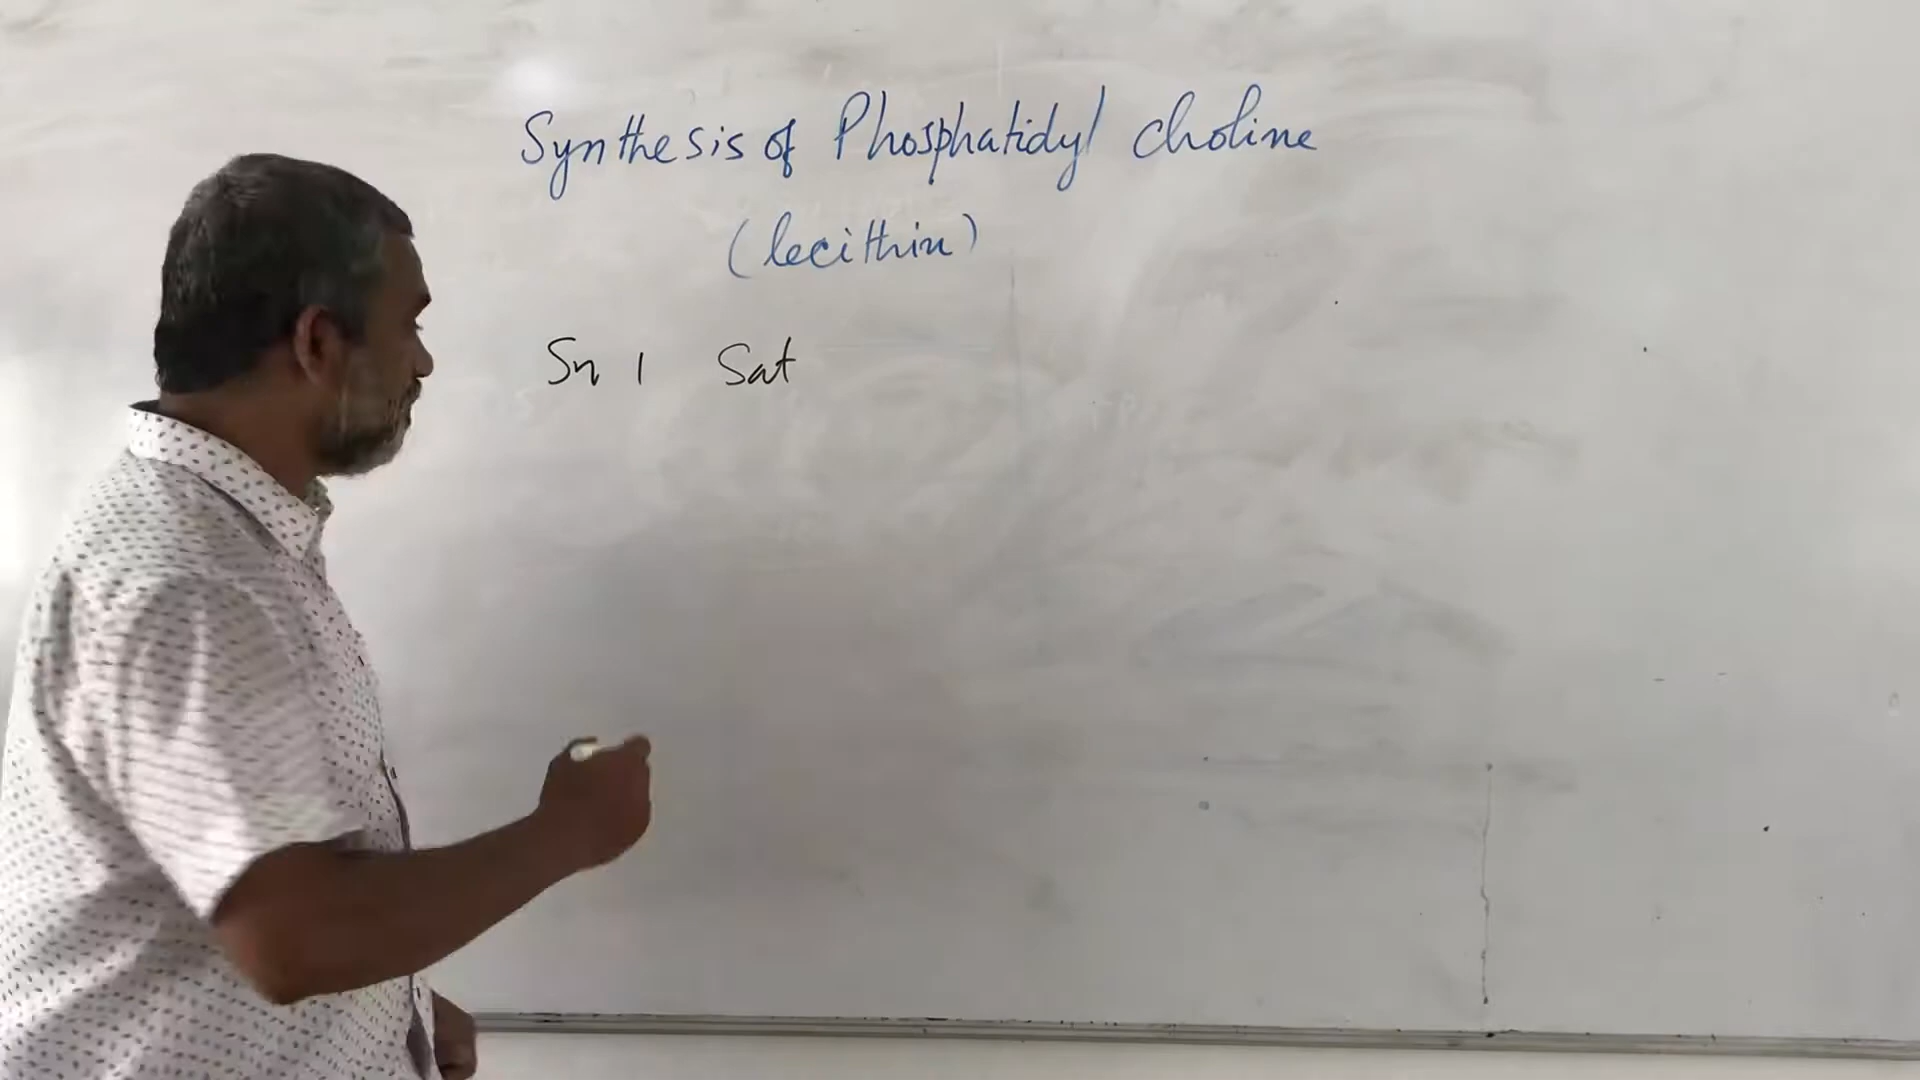 Synthesis of Phosphatidyl choline
(lecithin)
Sn 1 Sat